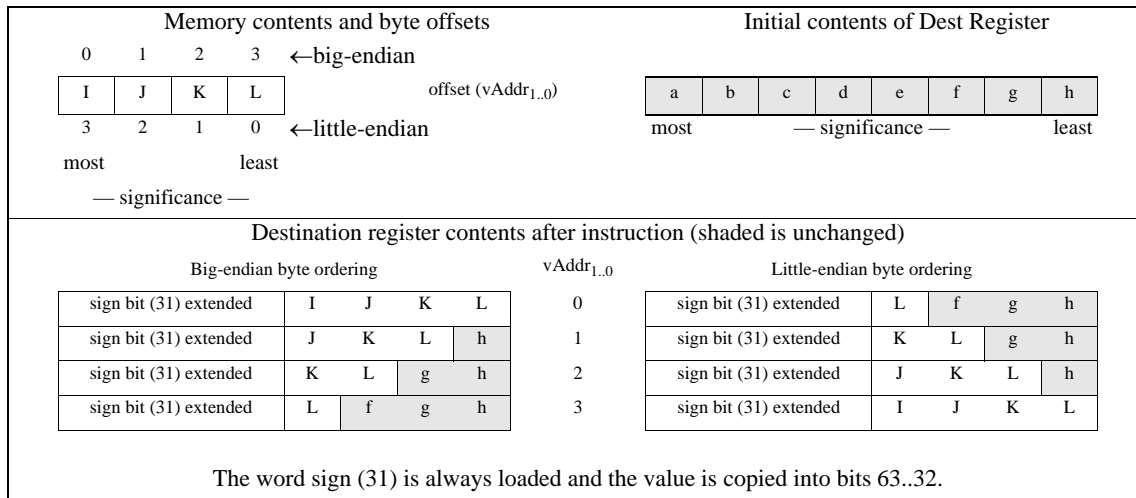 Memory contents and byte offsets
Initial contents of Dest Register
0 1 2 3 ←big-endian
I J K L
offset (vAddr1..0)
a b c d e f g h
3 2 1 0 ←little-endian
most — significance — least
most least
— significance —
Destination register contents after instruction (shaded is unchanged)
Big-endian byte ordering
vAddr1..0
Little-endian byte ordering
sign bit (31) extended I J K L 0 sign bit (31) extended L f g h
sign bit (31) extended J K L h 1 sign bit (31) extended K L g h
sign bit (31) extended K L g h 2 sign bit (31) extended J K L h
sign bit (31) extended L f g h 3 sign bit (31) extended I J K L
The word sign (31) is always loaded and the value is copied into bits 63..32.